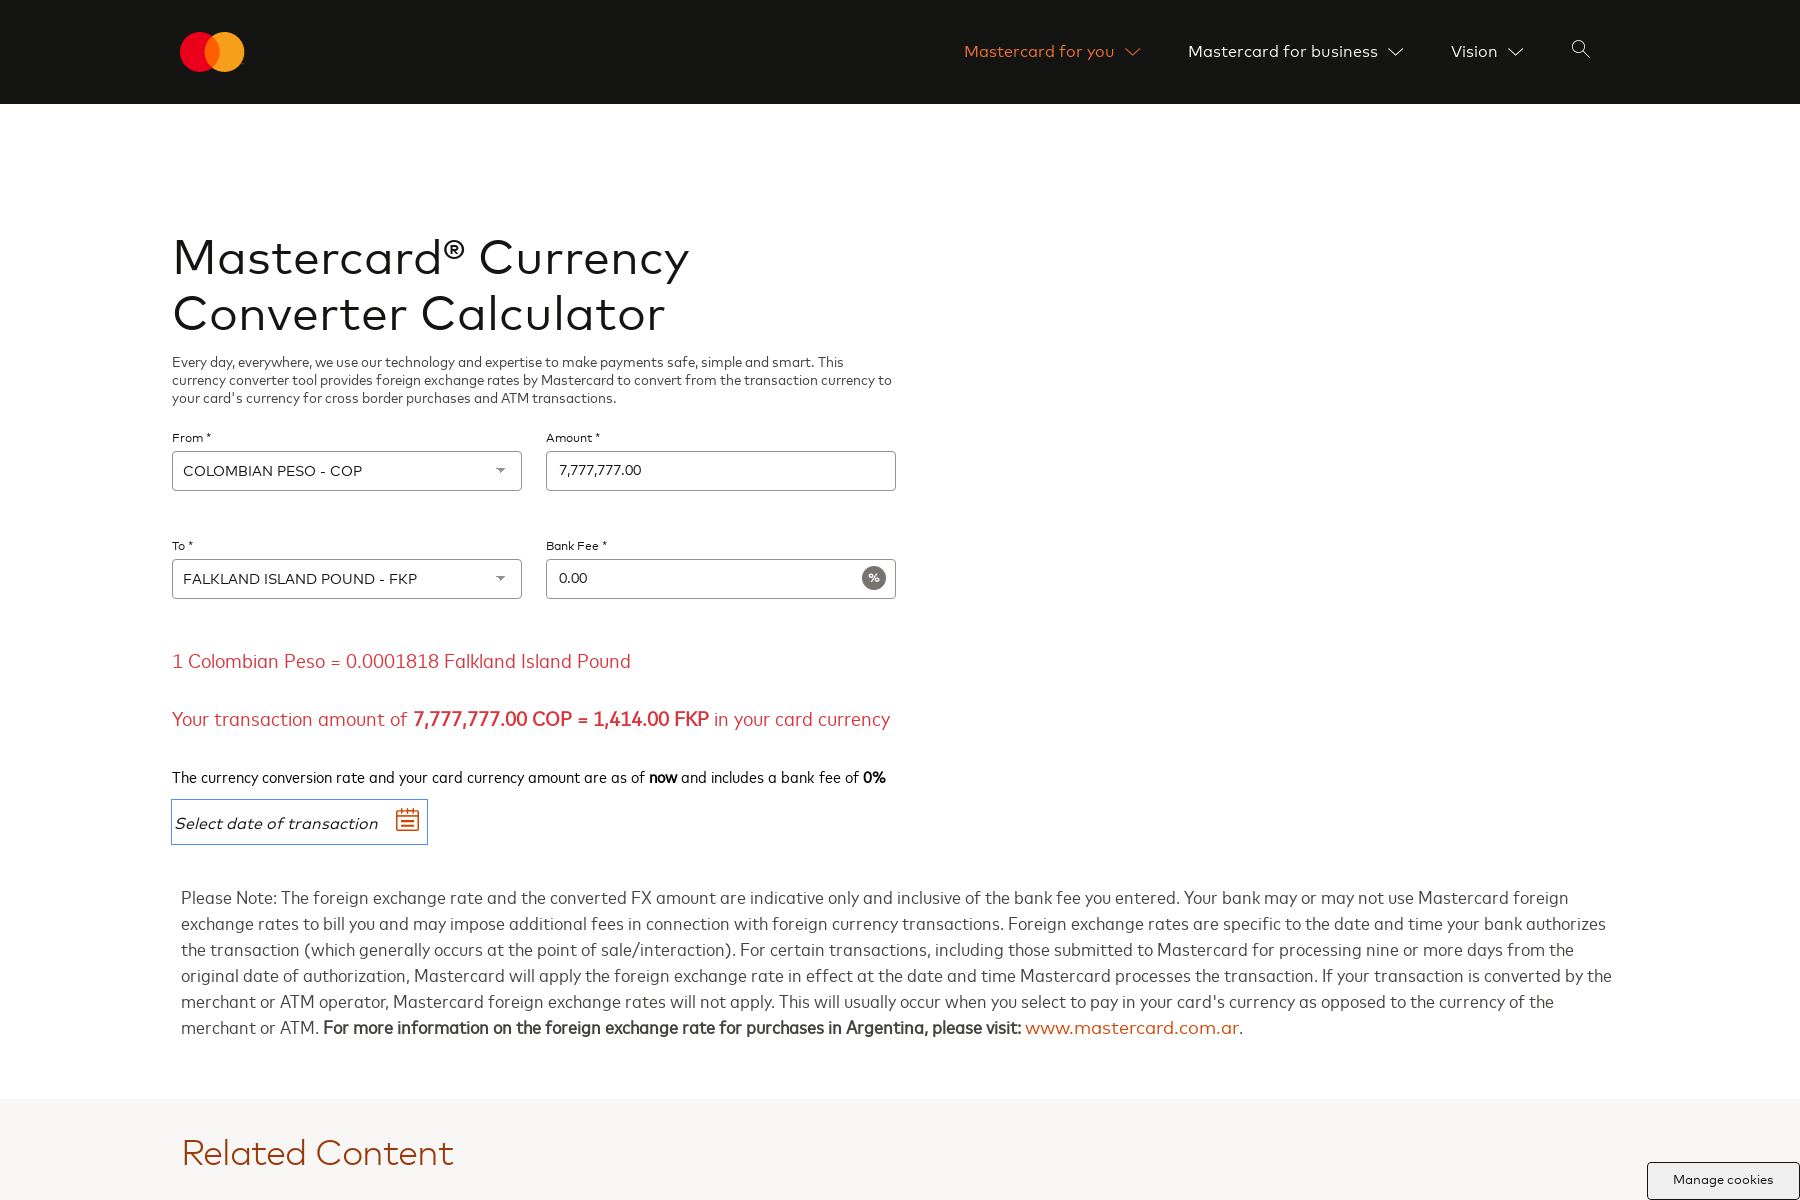 Mastercard for you
Mastercard for business
Vision
Mastercard® Currency
Converter Calculator
Every day, everywhere, we use our technology and expertise to make payments safe, simple and smart. This
currency converter tool provides foreign exchange rates by Mastercard to convert from the transaction currency to
your card's currency for cross border purchases and ATM transactions.
From *
Amount *
COLOMBIAN PESO - COP
7,777,777.00
To *
Bank Fee *
FALKLAND ISLAND POUND - FKP
0.00
%
1 Colombian Peso = 0.0001818 Falkland Island Pound
Your transaction amount of 7,777,777.00 COP = 1,414.00 FKP in your card currency
The currency conversion rate and your card currency amount are as of now and includes a bank fee of 0%
Select date of transaction
Please Note: The foreign exchange rate and the converted FX amount are indicative only and inclusive of the bank fee you entered. Your bank may or may not use Mastercard foreign
exchange rates to bill you and may impose additional fees in connection with foreign currency transactions. Foreign exchange rates are specific to the date and time your bank authorizes
the transaction (which generally occurs at the point of sale/interaction). For certain transactions, including those submitted to Mastercard for processing nine or more days from the
original date of authorization, Mastercard will apply the foreign exchange rate in effect at the date and time Mastercard processes the transaction. If your transaction is converted by the
merchant or ATM operator, Mastercard foreign exchange rates will not apply. This will usually occur when you select to pay in your card's currency as opposed to the currency of the
merchant or ATM. For more information on the foreign exchange rate for purchases in Argentina, please visit: www.mastercard.com.ar.
Related Content
Manage cookies